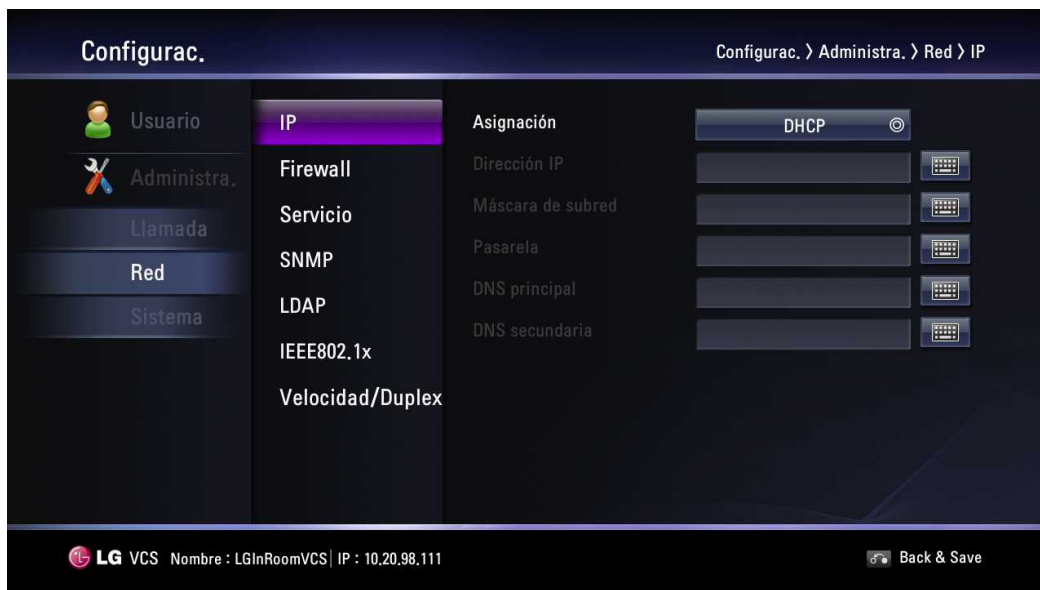 Configurac.
Configurac. > Administra. > Red > IP
Usuario
Administra.
Llamada
Red
Sistema
IP
Firewall
Servicio
SNMP
LDAP
IEEE802.1x
Velocidad/Duplex
Asignación DHCP
Dirección IP
Máscara de subred
Pasarela
DNS principal
DNS secundaria
LG VCS Nombre : LGInRoomVCS| IP : 10.20.98.111
Back & Save